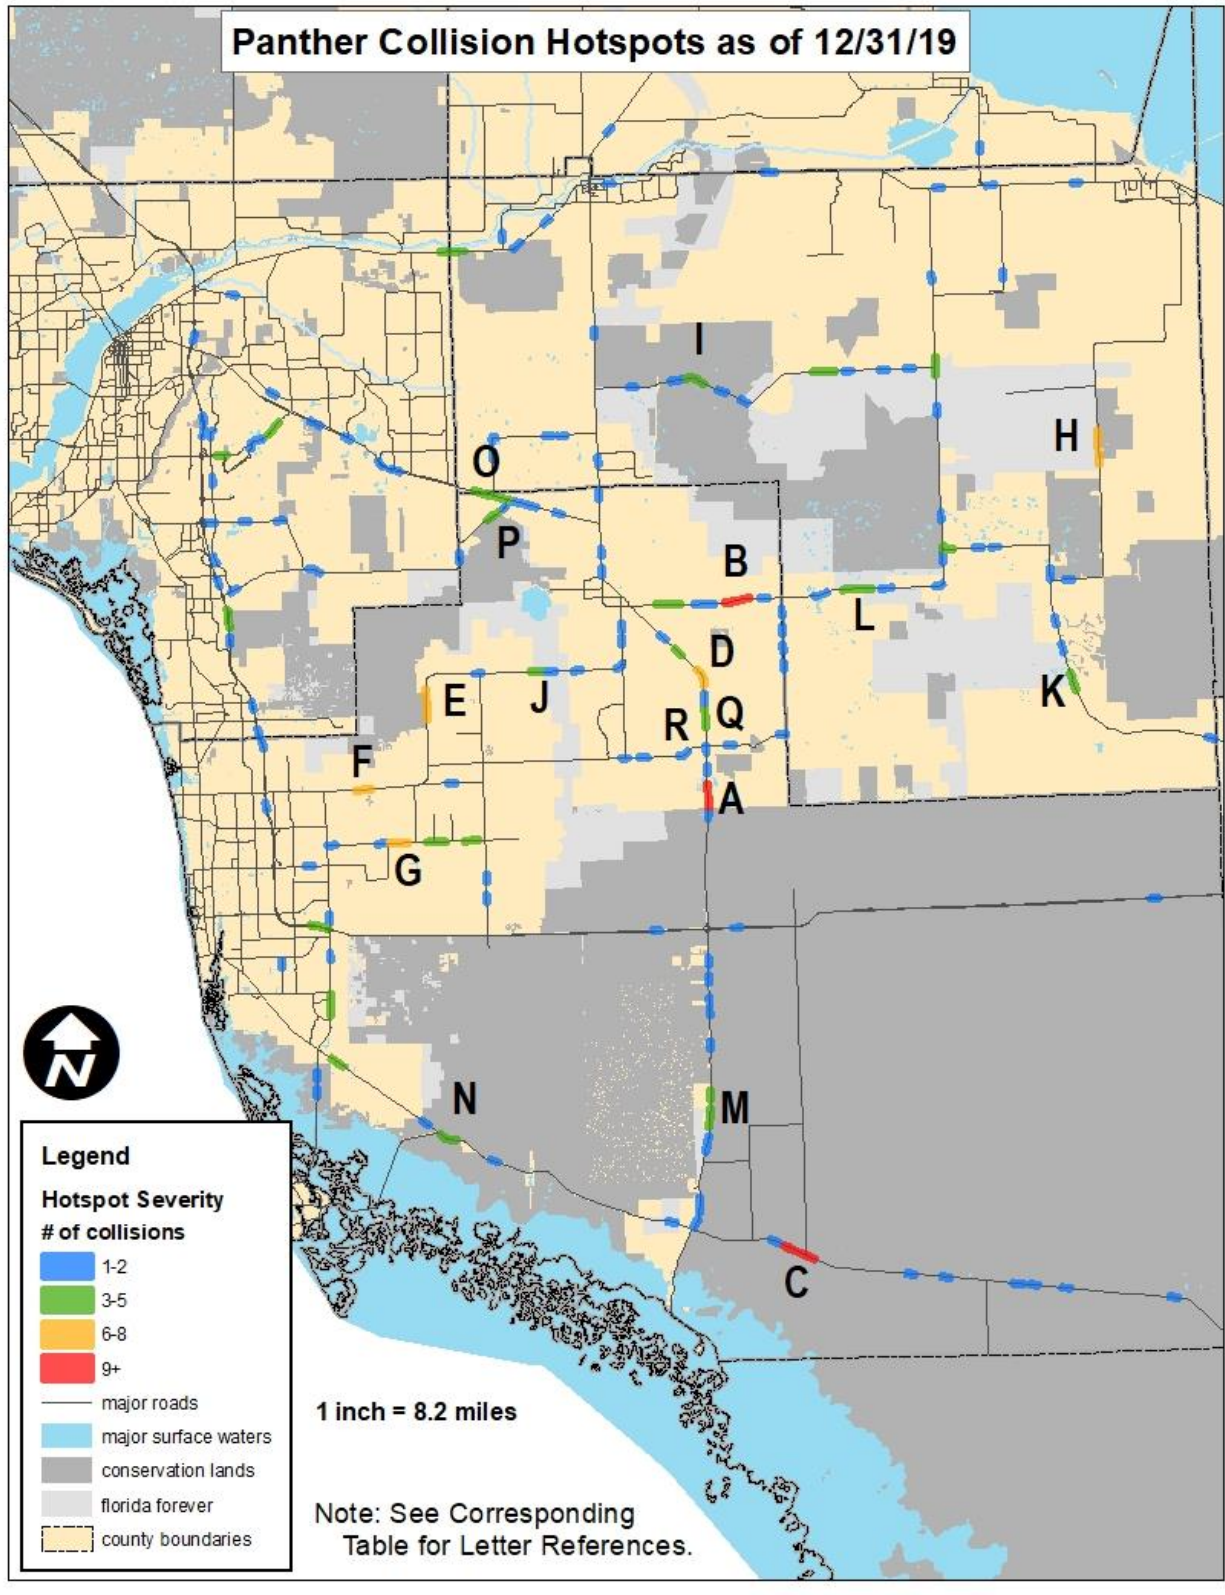 Panther Collision Hotspots as of 12/31/19
I
H
O
P
B
L
D
E
J
K
Q
R
F
A
G
N
N
M
C
Legend
Hotspot Severity
# of collisions
1-2
3-5
6-8
9+
major roads
major surface waters
conservation lands
florida forever
county boundaries
1 inch = 8.2 miles
Note: See Corresponding
Table for Letter References.